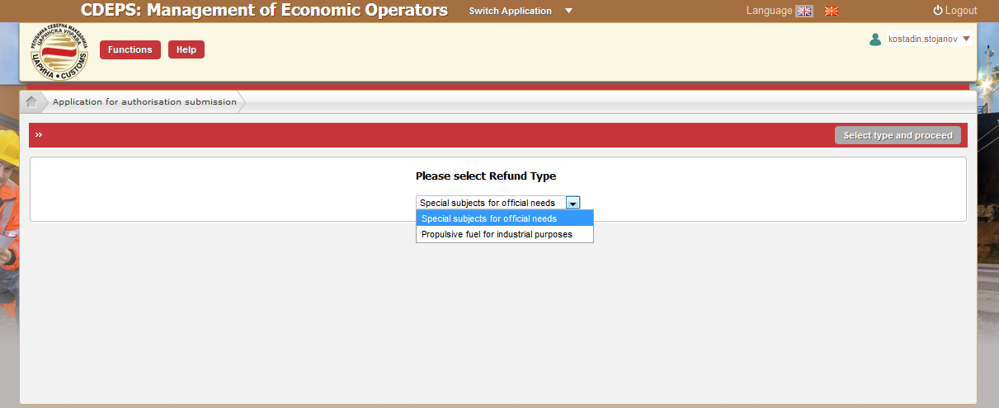 CDEPS: Management of Economic Operators
Switch Application
Language
Logout
РЕПУБЛИКА СЕВЕРНА МАКЕДОНИЈА
ЦАРИНСКА УПРАВА
ЦАРИНА • CUSTOMS
Functions
Help
kostadin.stojanov
Application for authorisation submission
»
Select type and proceed
Please select Refund Type
Special subjects for official needs
Special subjects for official needs
Propulsive fuel for industrial purposes